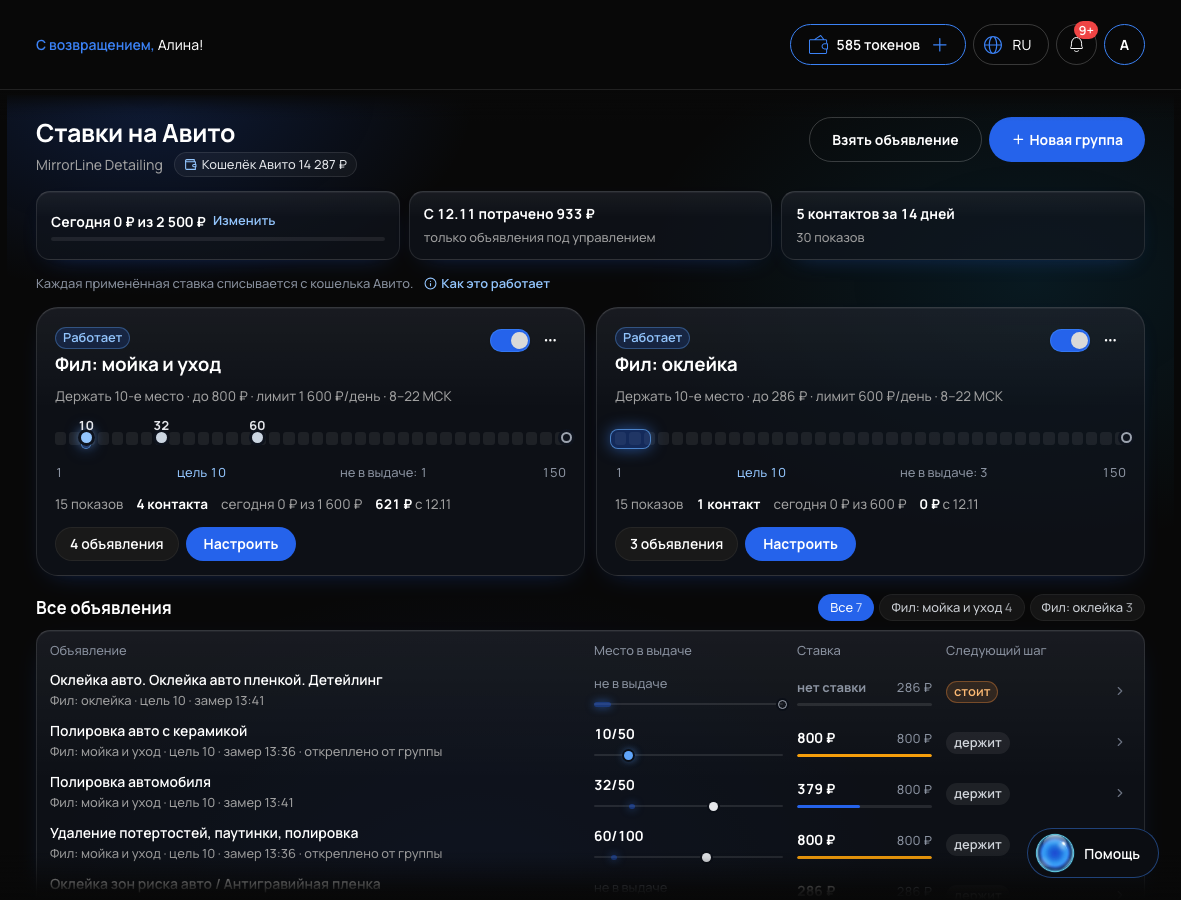 С возвращением, Алина!
585 токенов +
RU
9+
A
Ставки на Авито
MirrorLine Detailing
Кошелёк Авито 14 287 ₽
Взять объявление
+ Новая группа
Сегодня 0 ₽ из 2 500 ₽ Изменить
С 12.11 потрачено 933 ₽
только объявления под управлением
5 контактов за 14 дней
30 показов
Каждая применённая ставка списывается с кошелька Авито.
Как это работает
Работает
Фил: мойка и уход
Держать 10-е место · до 800 ₽ · лимит 1 600 ₽/день · 8–22 МСК
10 32 60
1 цель 10 не в выдаче: 1 150
15 показов 4 контакта сегодня 0 ₽ из 1 600 ₽ 621 ₽ с 12.11
4 объявления
Настроить
Работает
Фил: оклейка
Держать 10-е место · до 286 ₽ · лимит 600 ₽/день · 8–22 МСК
1 цель 10 не в выдаче: 3 150
15 показов 1 контакт сегодня 0 ₽ из 600 ₽ 0 ₽ с 12.11
3 объявления
Настроить
Все объявления
Все 7
Фил: мойка и уход 4
Фил: оклейка 3
Объявление Место в выдаче Ставка Следующий шаг
Оклейка авто. Оклейка авто пленкой. Детейлинг
Фил: оклейка · цель 10 · замер 13:41
не в выдаче
нет ставки 286 ₽
стоит
Полировка авто с керамикой
Фил: мойка и уход · цель 10 · замер 13:36 · откреплено от группы
10/50
800 ₽ 800 ₽
держит
Полировка автомобиля
Фил: мойка и уход · цель 10 · замер 13:41
32/50
379 ₽ 800 ₽
держит
Удаление потертостей, паутинки, полировка
Фил: мойка и уход · цель 10 · замер 13:36 · откреплено от группы
60/100
800 ₽ 800 ₽
держит
Помощь
Оклейка зон риска авто / Антигравийная пленка
не в выдаче
286 ₽ 286 ₽